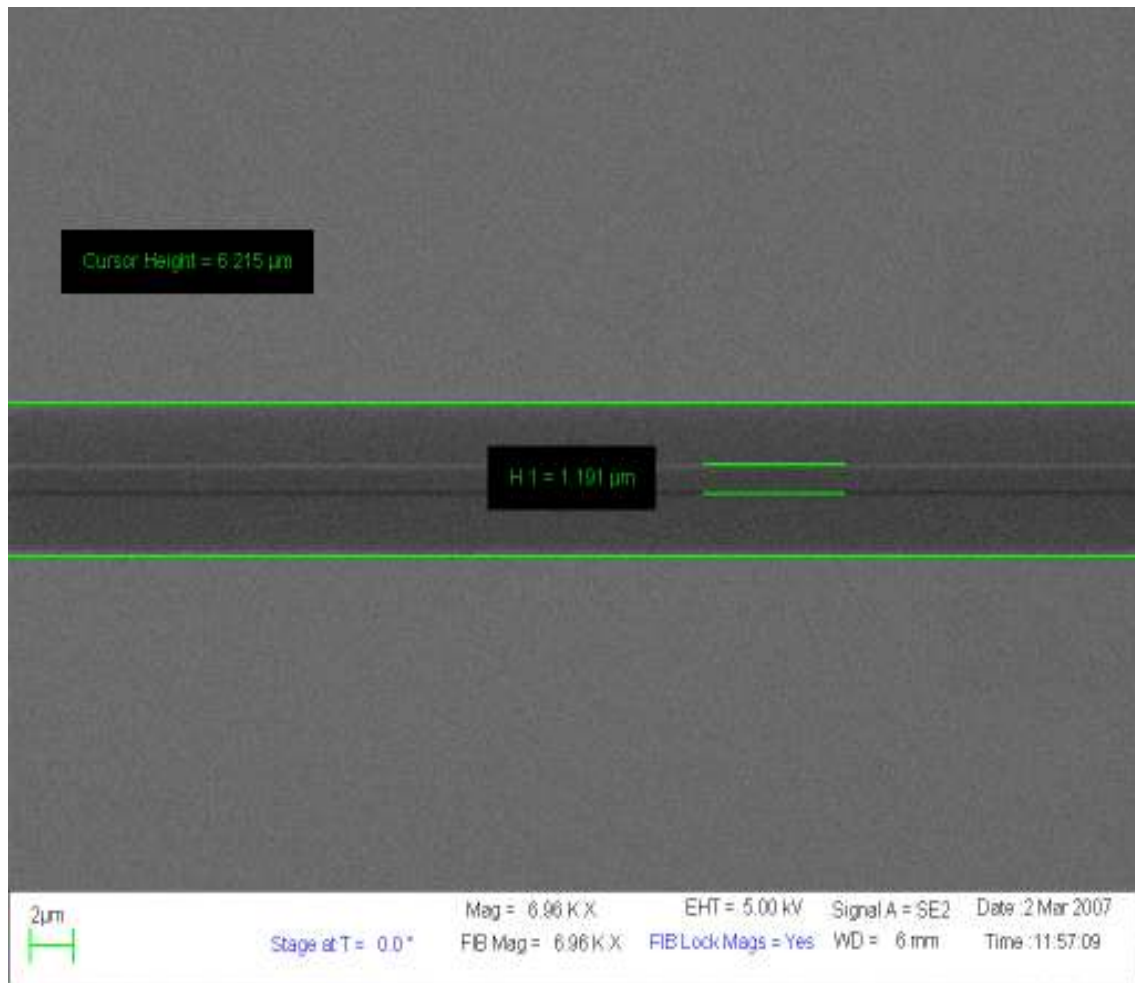 Cursor Height = 6.215 µm
H 1 = 1.191 µm
2µm
Mag = 6.96 K X
EHT = 5.00 kV
Signal A = SE2
Date :2 Mar 2007
Stage at T = 0.0 °
FIB Mag = 6.96 K X
FIB Lock Mags = Yes
WD = 6 mm
Time :11:57:09